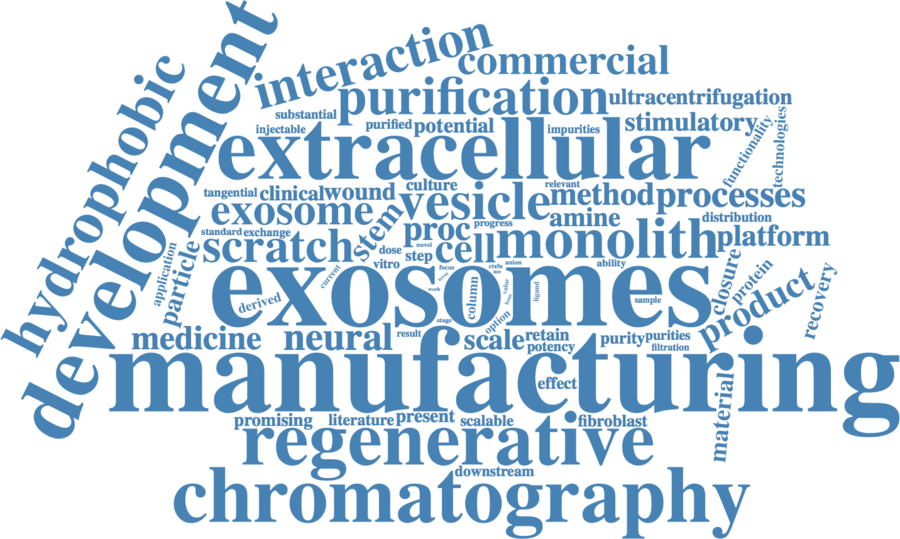 development
hydrophobic
interaction
commercial
purification
ultracentrifugation
substantial
injectable
purified
potential
impurities
stimulatory
functionality
technologies
extracellular
tangential
clinical
wound
culture
relevant
vesicle
method
processes
exosome
stem
progress
amine
distribution
standard
exchange
proc
scratch
dose
novel
step
cell
monolith
platform
application
particle
vitro
current
focus
anion
ability
closure
protein
exosomes
derived
column
value
ligand
sample
product
recovery
work
stage
option
medicine
neural
result
scale
retain
potency
purity
purities
filtration
manufacturing
effect
material
promising
literature
present
scalable
fibroblast
regenerative
downstream
chromatography